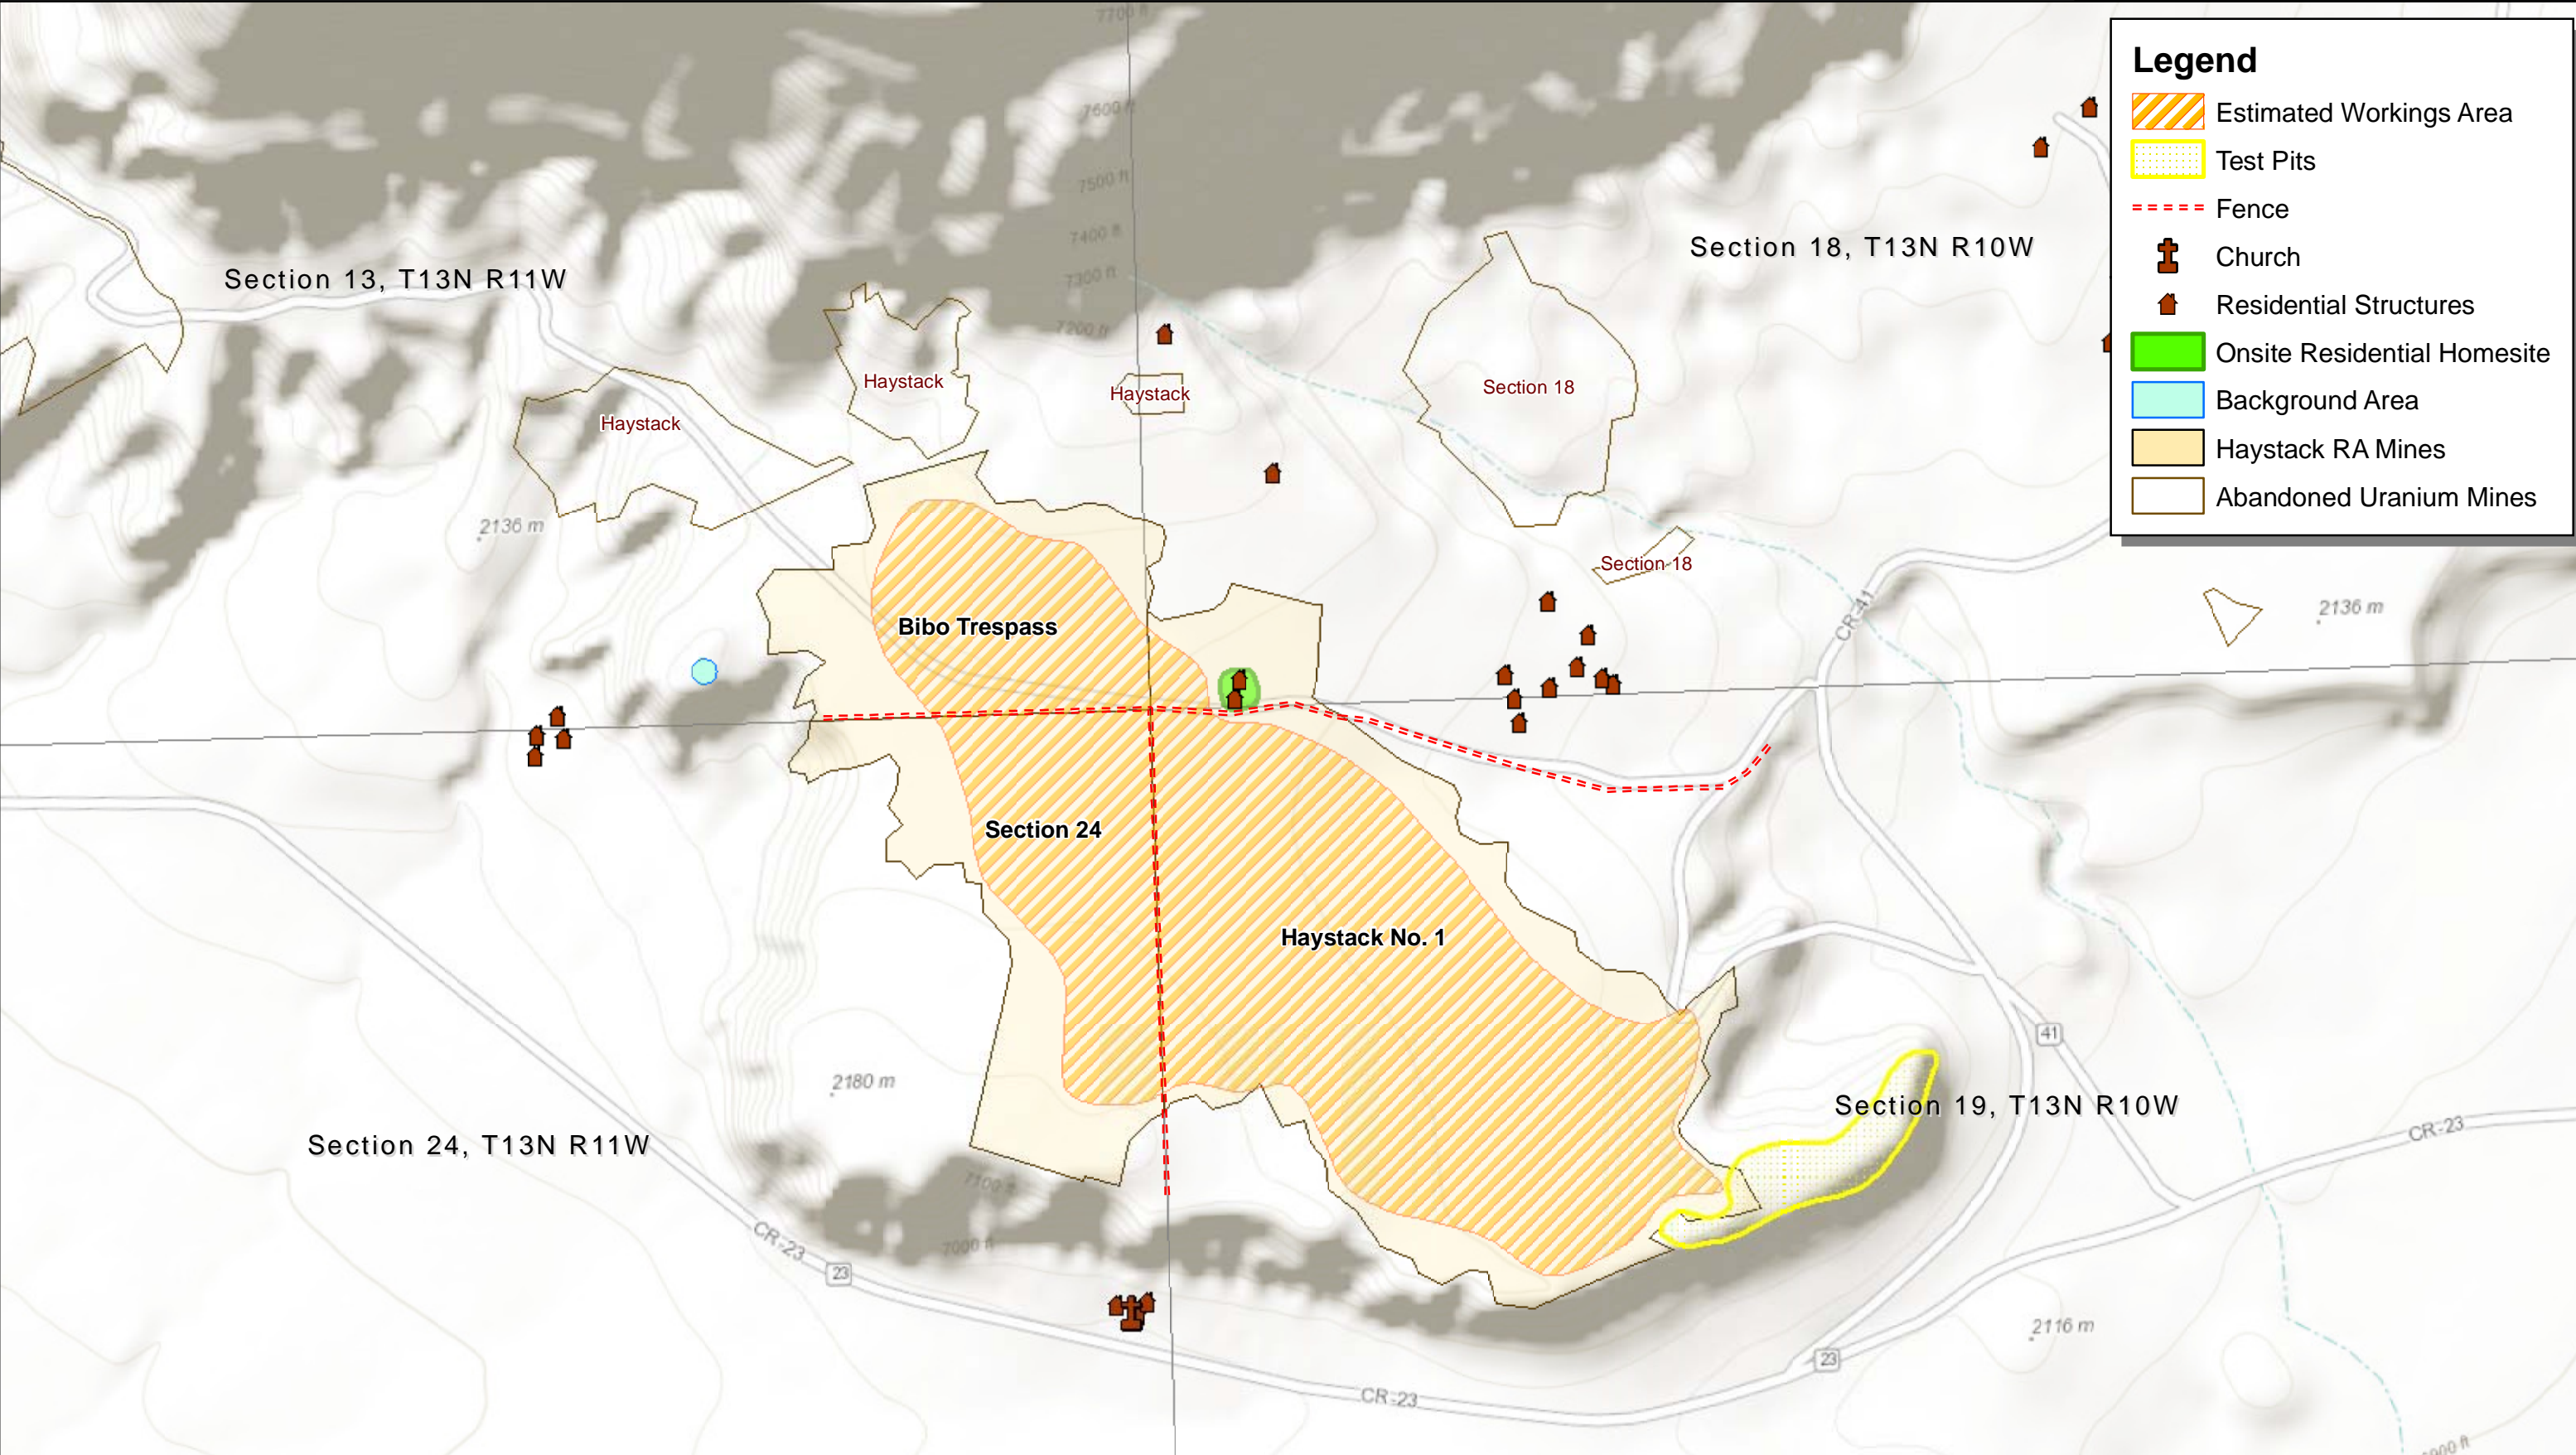 7700 ft
Legend
Estimated Workings Area
Test Pits
Fence
Church
Residential Structures
Onsite Residential Homesite
Background Area
Haystack RA Mines
Abandoned Uranium Mines
7600 ft
7500 ft
7400 ft
7300 ft
7200 ft
Section 13, T13N R11W
Section 18, T13N R10W
Haystack
Haystack
Haystack
Section 18
Section 18
2136 m
2136 m
CR-41
Bibo Trespass
Section 24
Haystack No. 1
41
2180 m
Section 19, T13N R10W
Section 24, T13N R11W
CR-23
7100 ft
7000 ft
CR-23
23
2116 m
23
CR-23